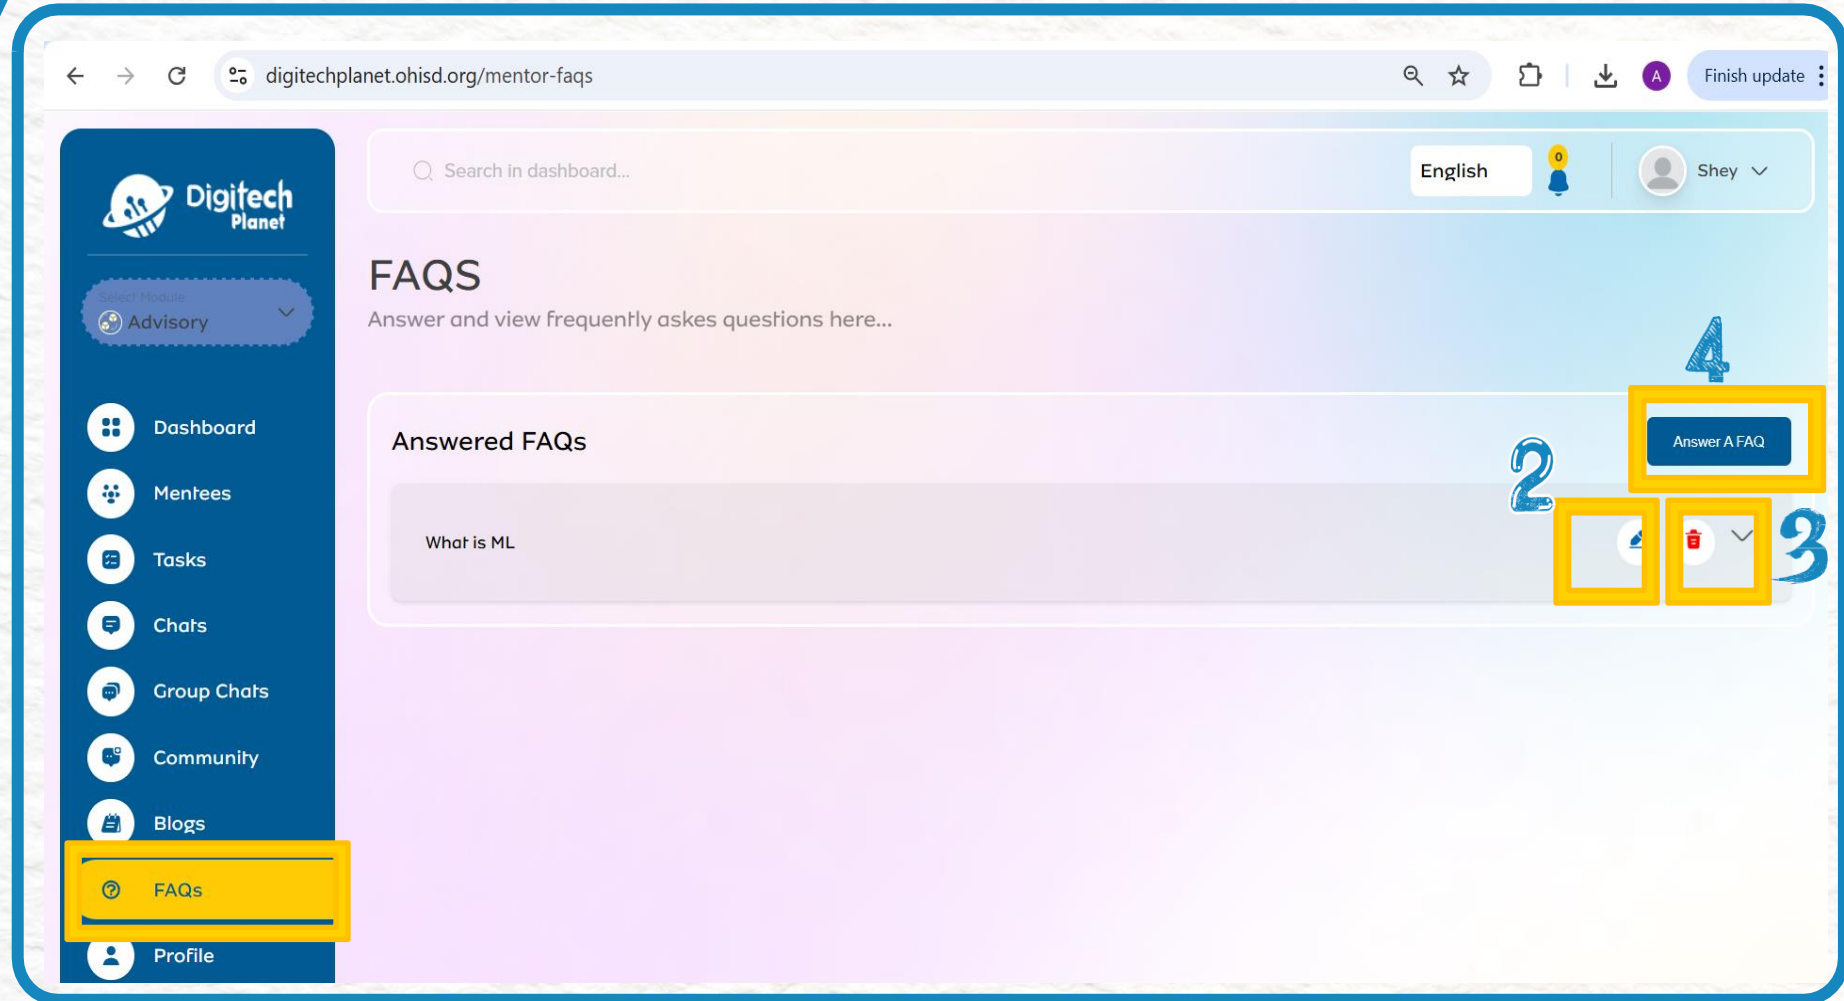 digitechplanet.ohisd.org/mentor-faqs
A
Finish update
Digitech
Planet
Search in dashboard...
English
0
Shey
Select Module
Advisory
FAQS
Answer and view frequently askes questions here...
4
Dashboard
Mentees
Tasks
Chats
Group Chats
Community
Blogs
FAQs
Profile
Answered FAQs
Answer A FAQ
2
What is ML
3